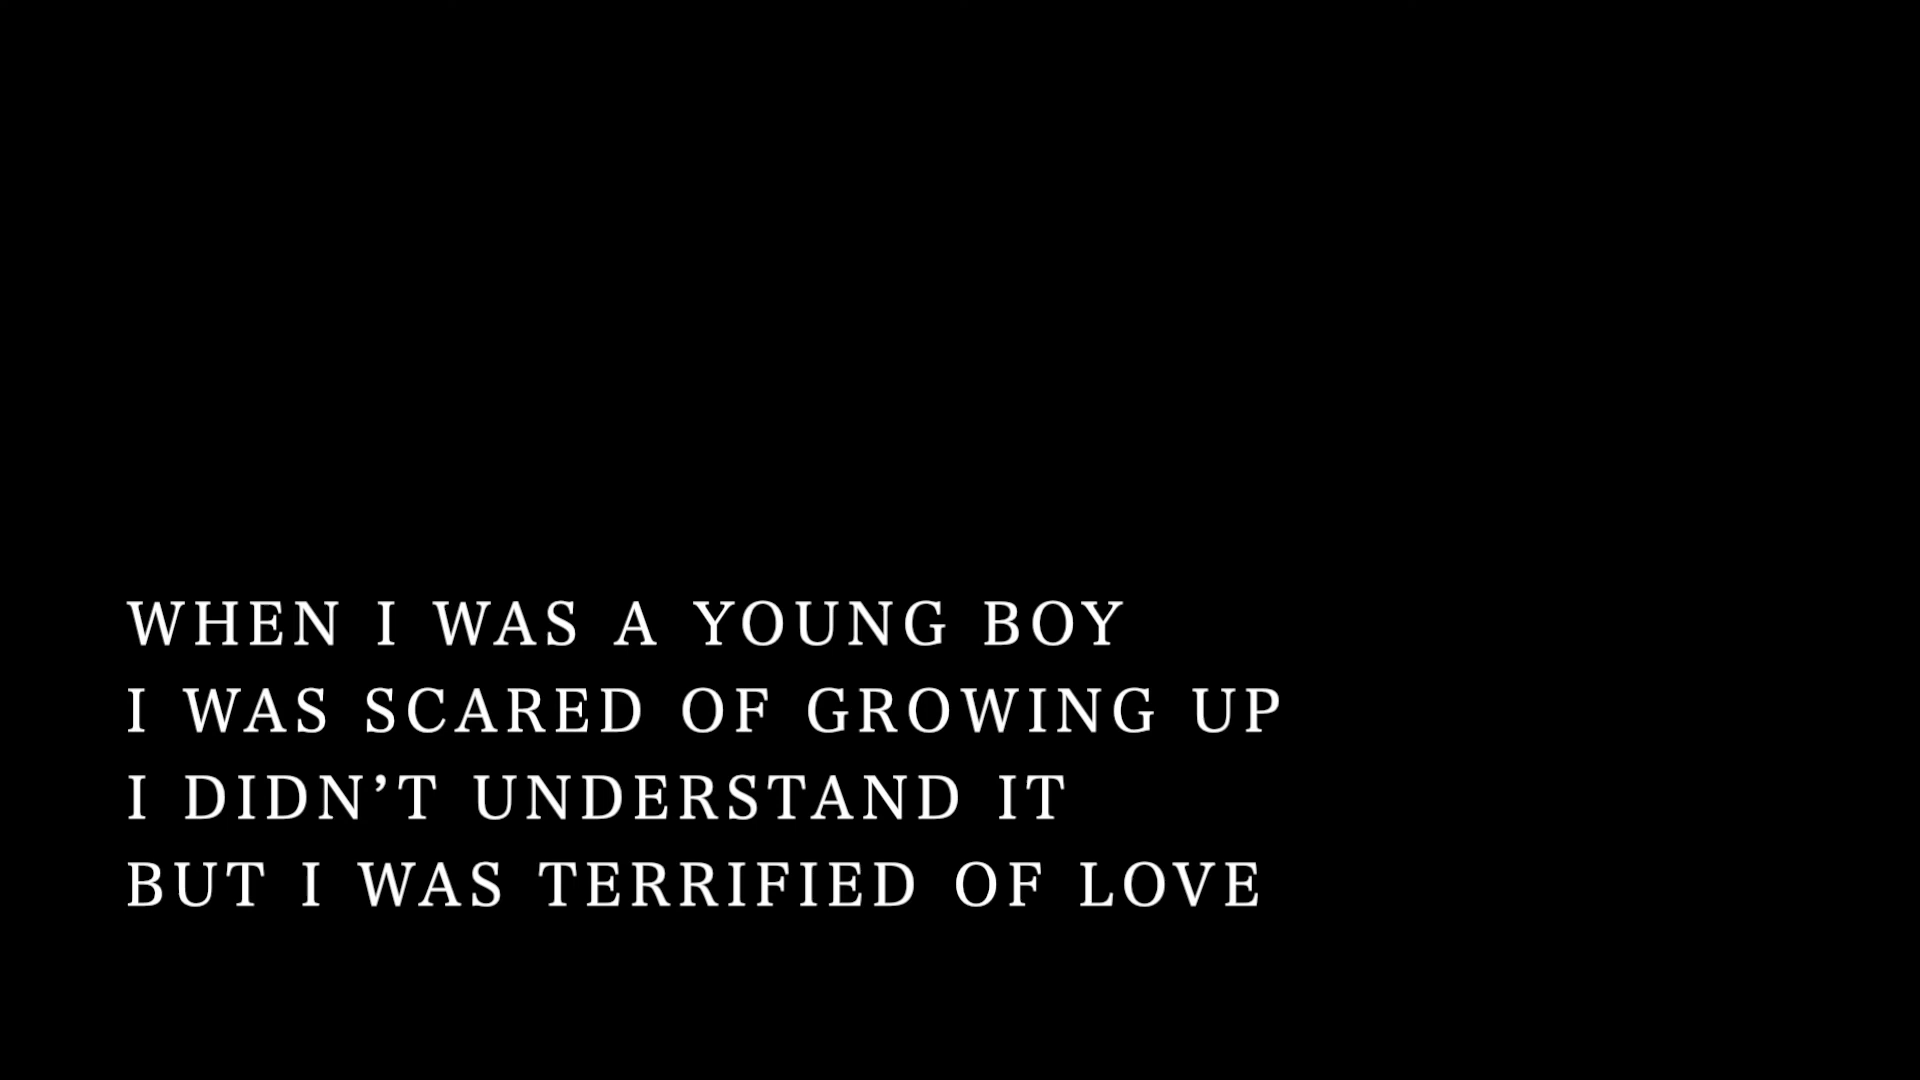 WHEN I WAS A YOUNG BOY
I WAS SCARED OF GROWING UP
I DIDN’T UNDERSTAND IT
BUT I WAS TERRIFIED OF LOVE